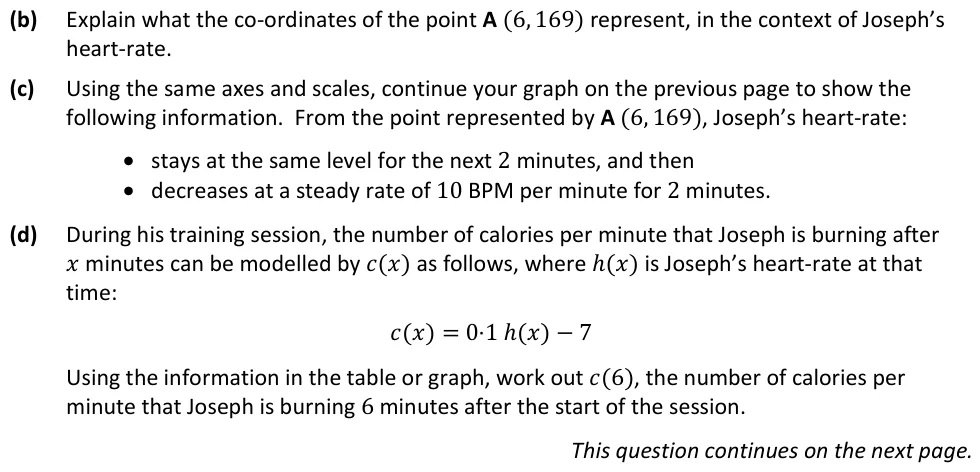 (b) Explain what the co-ordinates of the point A (6, 169) represent, in the context of Joseph’s
heart-rate.
(c) Using the same axes and scales, continue your graph on the previous page to show the
following information. From the point represented by A (6, 169), Joseph’s heart-rate:
• stays at the same level for the next 2 minutes, and then
• decreases at a steady rate of 10 BPM per minute for 2 minutes.
(d) During his training session, the number of calories per minute that Joseph is burning after
x minutes can be modelled by c(x) as follows, where h(x) is Joseph’s heart-rate at that
time:
c(x) = 0·1 h(x) − 7
Using the information in the table or graph, work out c(6), the number of calories per
minute that Joseph is burning 6 minutes after the start of the session.
This question continues on the next page.